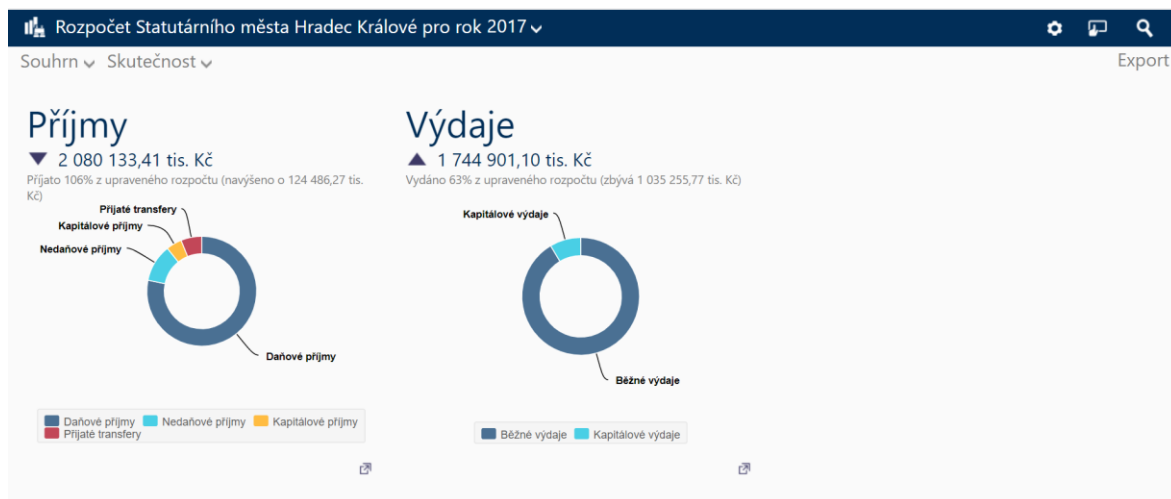 Rozpočet Statutárního města Hradec Králové pro rok 2017
Souhrn Skutečnost
Export
Příjmy
2 080 133,41 tis. Kč
Příjato 106% z upraveného rozpočtu (navýšeno o 124 486,27 tis.
Kč)
Přijaté transfery
Kapitálové příjmy
Nedaňové příjmy
Daňové příjmy
Daňové příjmy Nedaňové příjmy Kapitálové příjmy
Přijaté transfery
Výdaje
1 744 901,10 tis. Kč
Vydáno 63% z upraveného rozpočtu (zbývá 1 035 255,77 tis. Kč)
Kapitálové výdaje
Běžné výdaje
Běžné výdaje Kapitálové výdaje